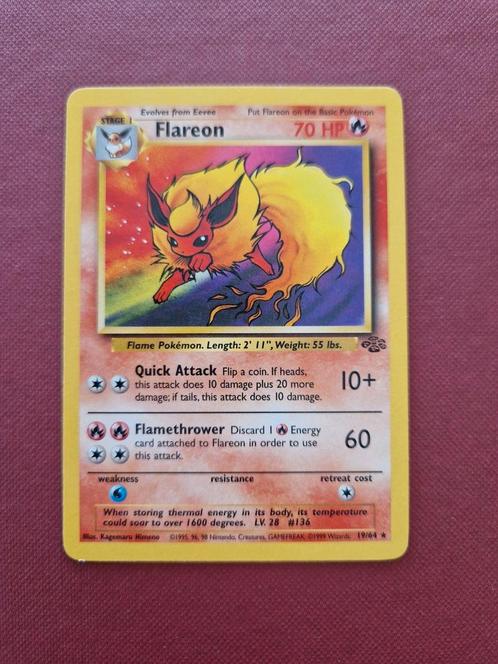 Evolves from Eevee
Put Flareon on the Basic Pokémon
STAGE 1
Flareon
70 HP
Flame Pokémon. Length: 2' 11", Weight: 55 lbs.
Quick Attack Flip a coin. If heads,
this attack does 10 damage plus 20 more
damage; if tails, this attack does 10 damage.
10+
Flamethrower Discard 1 Energy
card attached to Flareon in order to use
this attack.
60
weakness
resistance
retreat cost
When storing thermal energy in its body, its temperature
could soar to over 1600 degrees. LV. 28 #136
Illus. Kagemaru Himeno
©1995, 96, 98 Nintendo, Creatures, GAMEFREAK. ©1999 Wizards.
19/64 ★